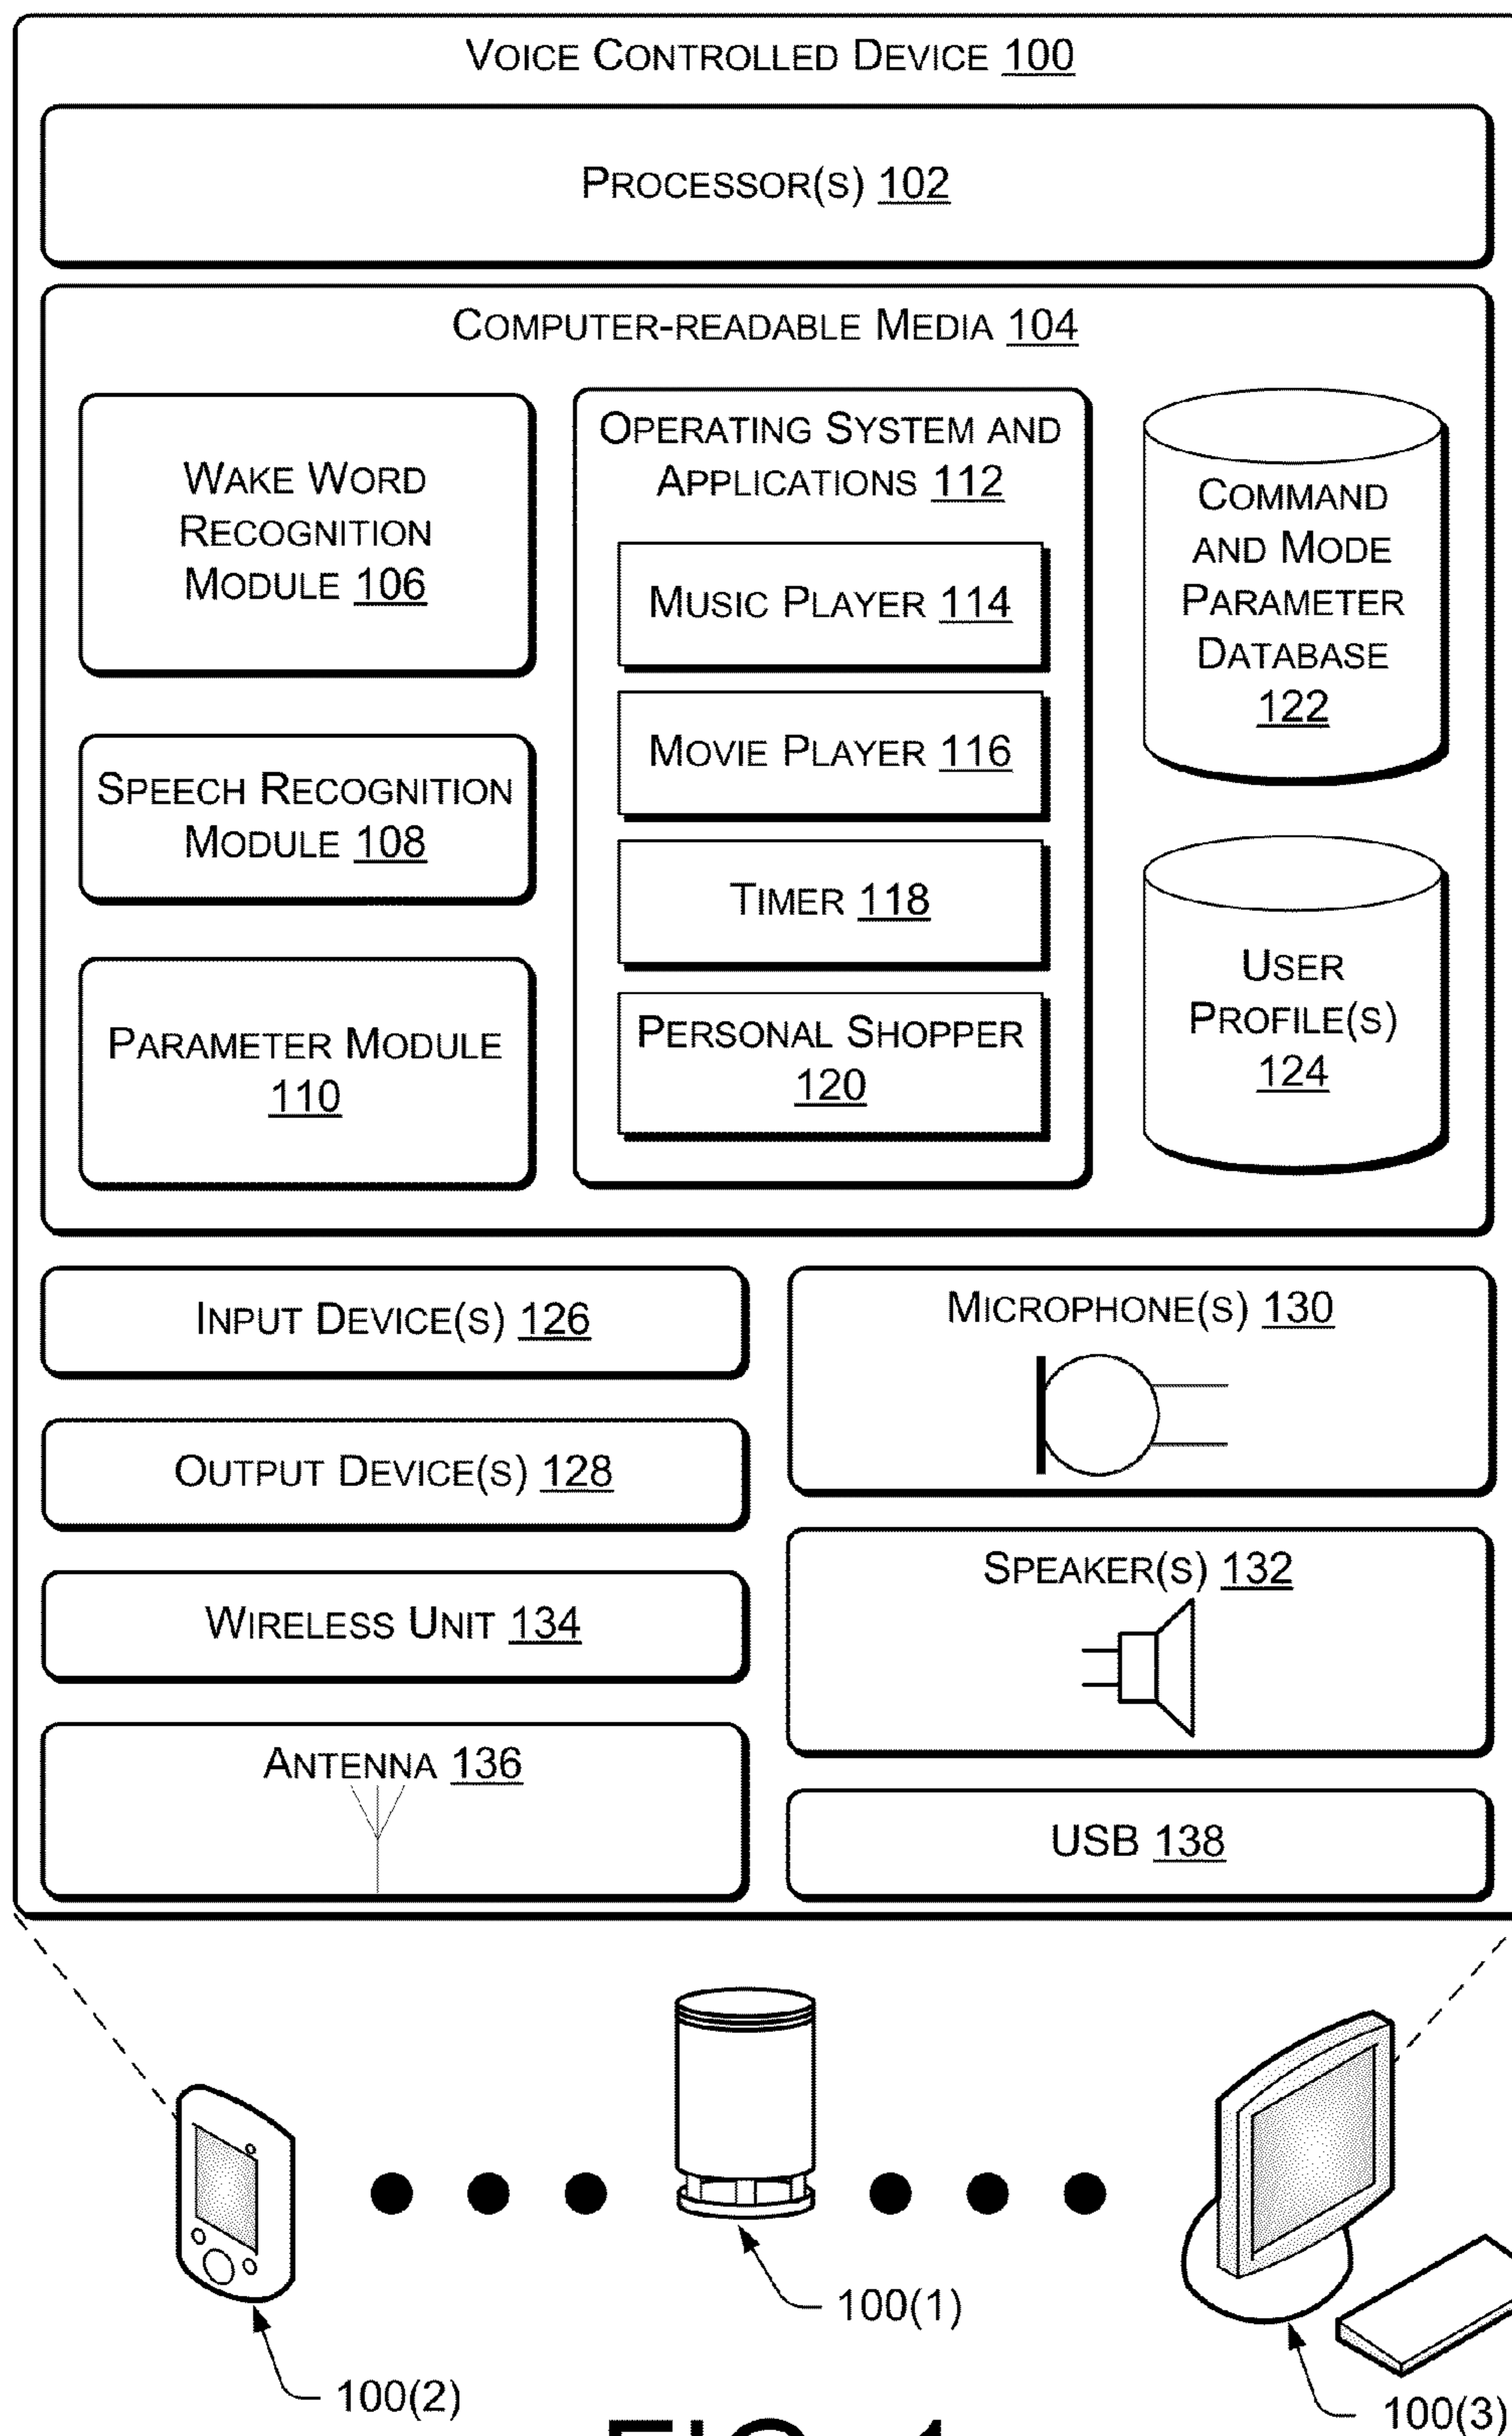 VOICE CONTROLLED DEVICE 100
PROCESSOR(S) 102
COMPUTER-READABLE MEDIA 104
WAKE WORD
RECOGNITION
MODULE 106
SPEECH RECOGNITION
MODULE 108
PARAMETER MODULE
110
OPERATING SYSTEM AND
APPLICATIONS 112
MUSIC PLAYER 114
MOVIE PLAYER 116
TIMER 118
PERSONAL SHOPPER
120
COMMAND
AND MODE
PARAMETER
DATABASE
122
USER
PROFILE(S)
124
INPUT DEVICE(S) 126
OUTPUT DEVICE(S) 128
WIRELESS UNIT 134
ANTENNA 136
MICROPHONE(S) 130
SPEAKER(S) 132
USB 138
100(1)
100(2)
100(3)
FIG. 1